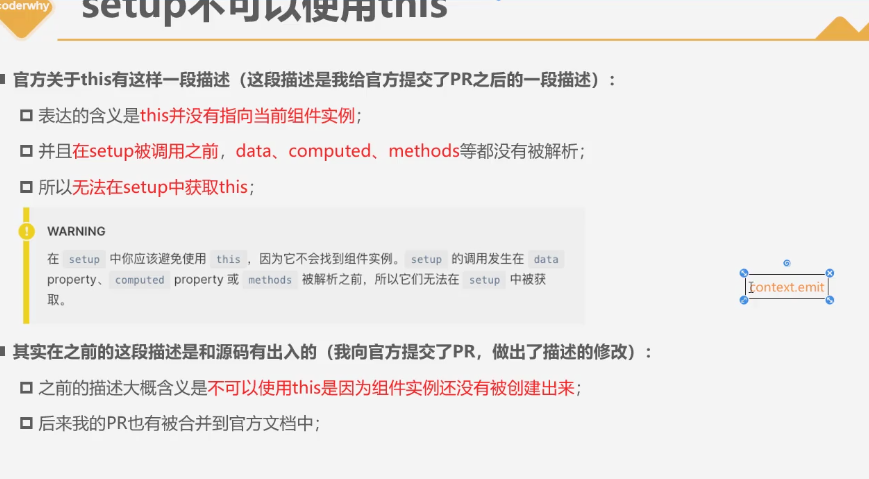 coderwhy
setup不可以使用this
官方关于this有这样一段描述（这段描述是我给官方提交了PR之后的一段描述）：
表达的含义是this并没有指向当前组件实例；
并且在setup被调用之前，data、computed、methods等都没有被解析；
所以无法在setup中获取this；
WARNING
在 setup 中你应该避免使用 this，因为它不会找到组件实例。setup 的调用发生在 data
property、computed property 或 methods 被解析之前，所以它们无法在 setup 中被获
取。
context.emit
其实在之前的这段描述是和源码有出入的（我向官方提交了PR，做出了描述的修改）：
之前的描述大概含义是不可以使用this是因为组件实例还没有被创建出来；
后来我的PR也有被合并到官方文档中；